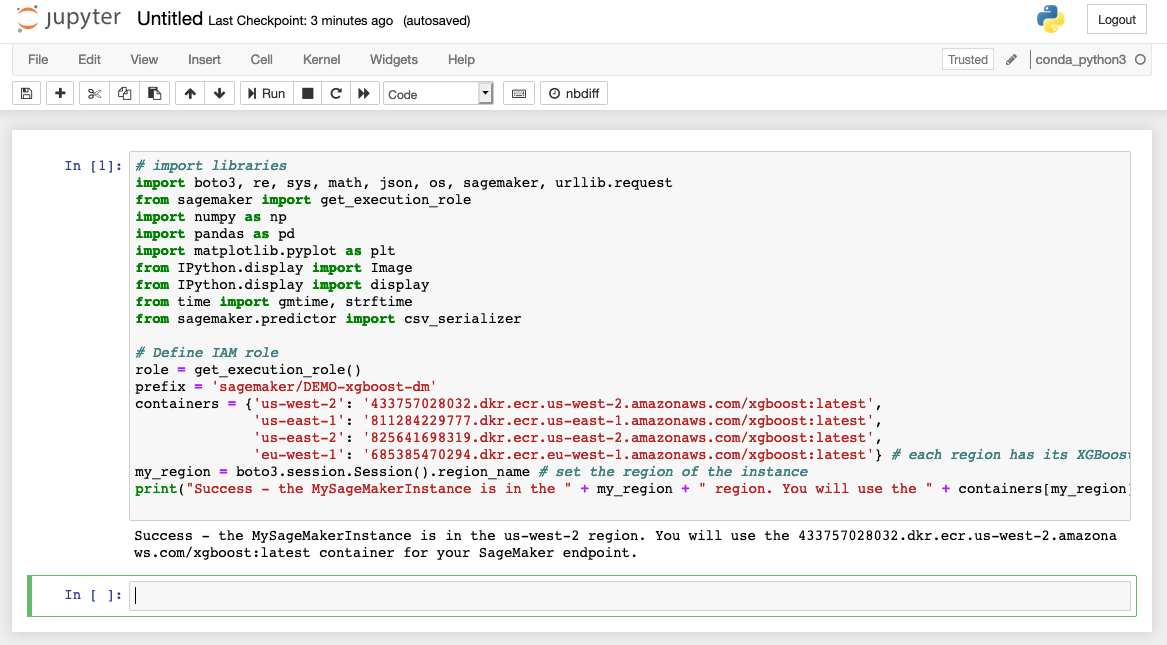 jupyter Untitled Last Checkpoint: 3 minutes ago (autosaved) Logout
File Edit View Insert Cell Kernel Widgets Help Trusted conda_python3
Run Code nbdiff
In [1]: # import libraries
import boto3, re, sys, math, json, os, sagemaker, urllib.request
from sagemaker import get_execution_role
import numpy as np
import pandas as pd
import matplotlib.pyplot as plt
from IPython.display import Image
from IPython.display import display
from time import gmtime, strftime
from sagemaker.predictor import csv_serializer
# Define IAM role
role = get_execution_role()
prefix = 'sagemaker/DEMO-xgboost-dm'
containers = {'us-west-2': '433757028032.dkr.ecr.us-west-2.amazonaws.com/xgboost:latest',
'us-east-1': '811284229777.dkr.ecr.us-east-1.amazonaws.com/xgboost:latest',
'us-east-2': '825641698319.dkr.ecr.us-east-2.amazonaws.com/xgboost:latest',
'eu-west-1': '685385470294.dkr.ecr.eu-west-1.amazonaws.com/xgboost:latest'} # each region has its XGBoos
my_region = boto3.session.Session().region_name # set the region of the instance
print("Success - the MySageMakerInstance is in the " + my_region + " region. You will use the " + containers[my_region]
Success - the MySageMakerInstance is in the us-west-2 region. You will use the 433757028032.dkr.ecr.us-west-2.amazona
ws.com/xgboost:latest container for your SageMaker endpoint.
In [ ]: